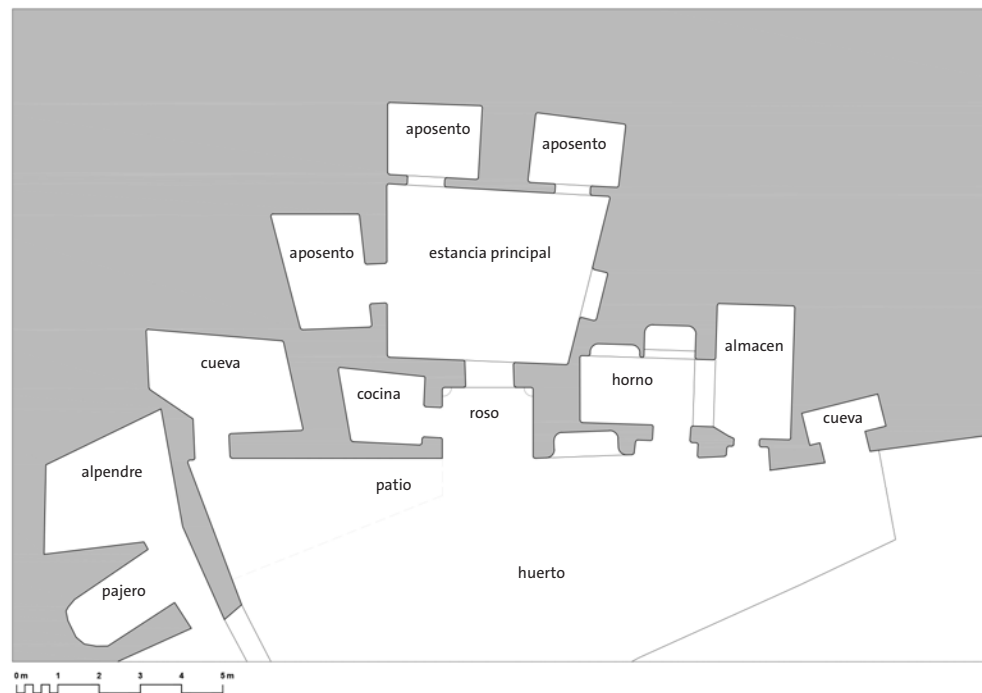 aposento
aposento
aposento
estancia principal
almacen
cueva
horno
cocina
roso
cueva
alpendre
patio
huerto
pajero
0 m 1 2 3 4 5 m